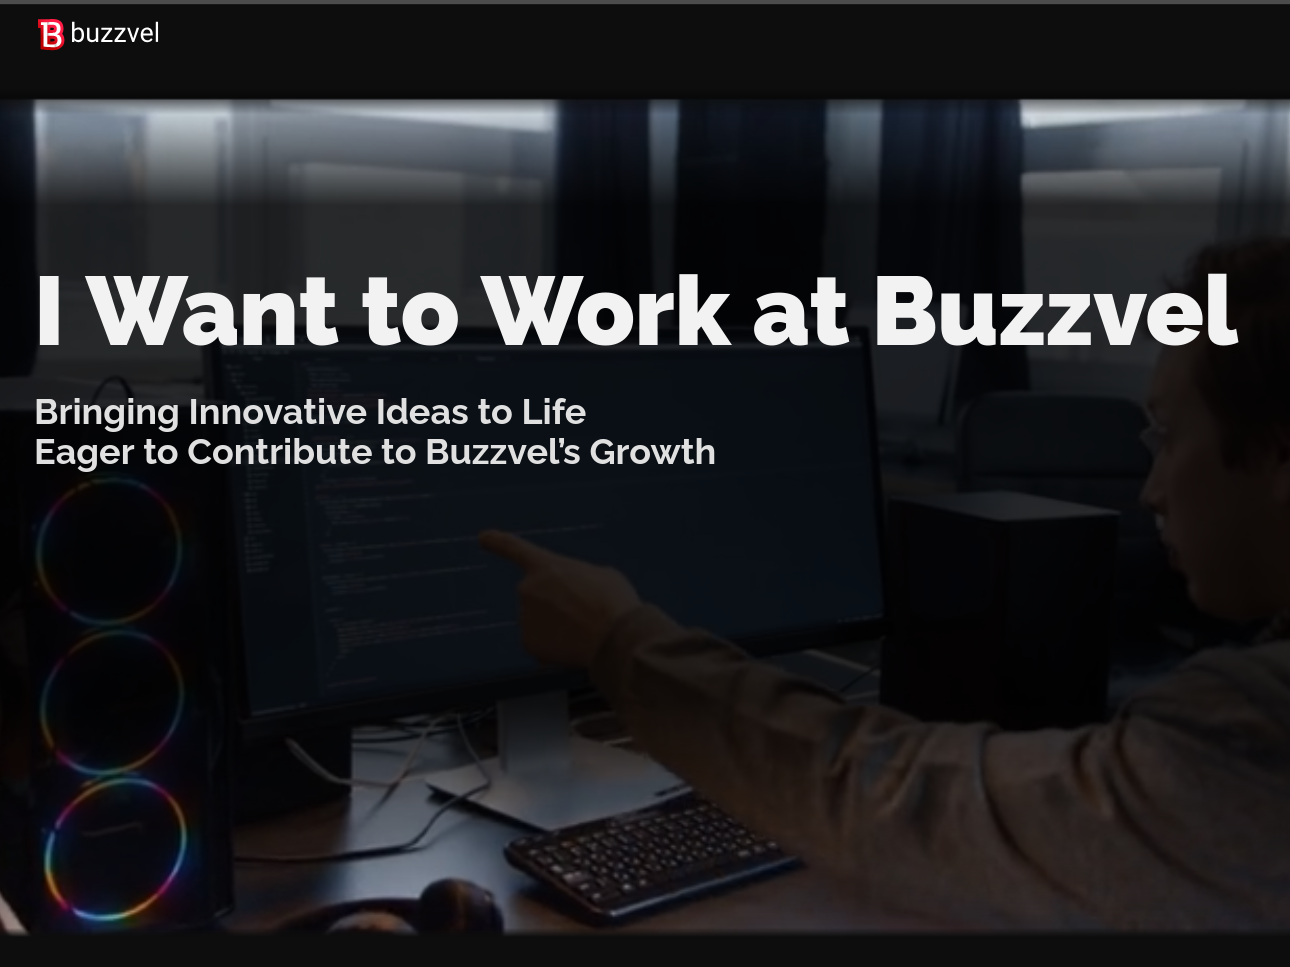 buzzvel
I Want to Work at Buzzvel
Bringing Innovative Ideas to Life
Eager to Contribute to Buzzvel’s Growth